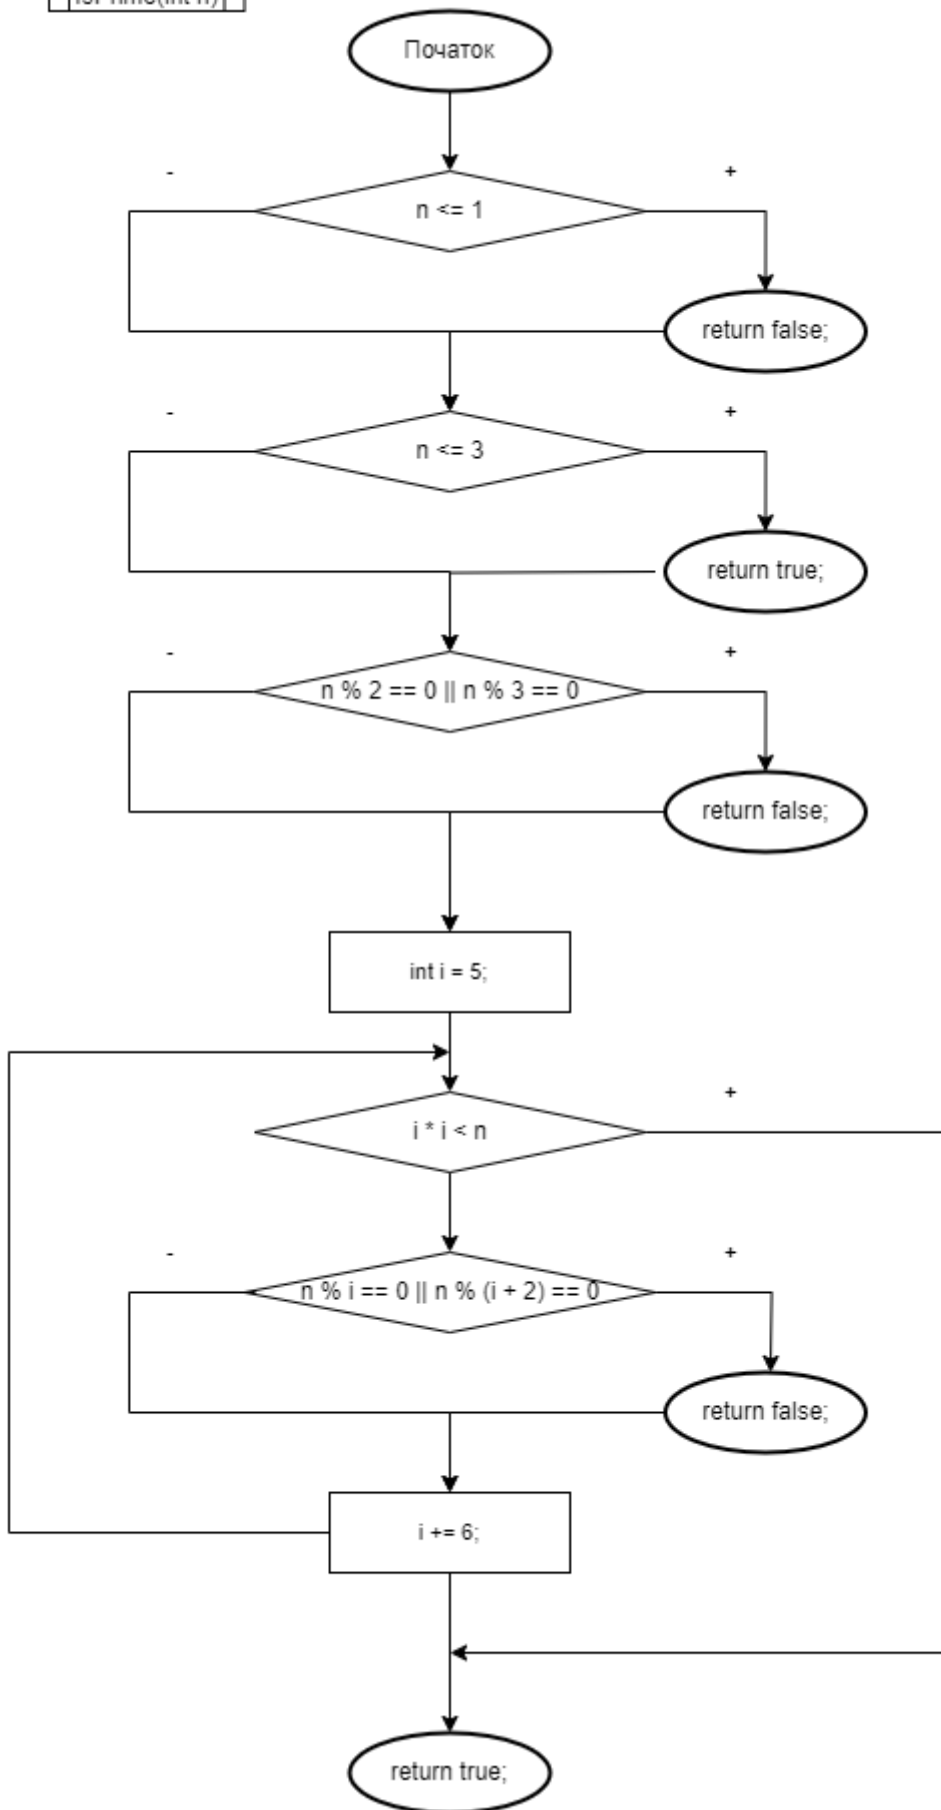 Початок
-
+
n <= 1
return false;
-
+
n <= 3
return true;
-
+
n % 2 == 0 || n % 3 == 0
return false;
int i = 5;
+
i * i < n
-
+
n % i == 0 || n % (i + 2) == 0
return false;
i += 6;
return true;